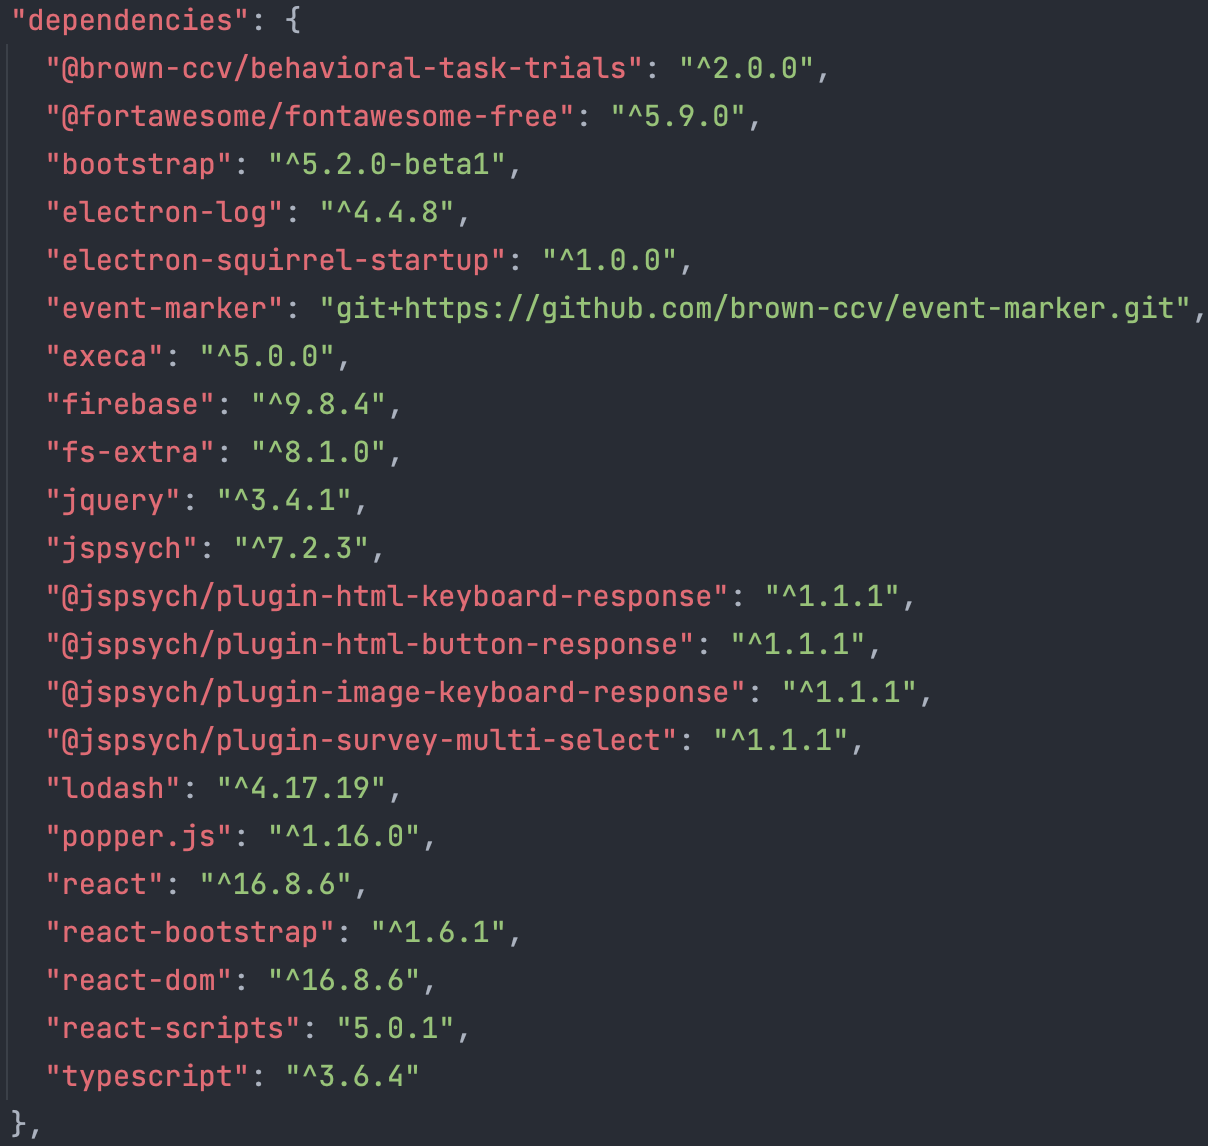 "dependencies": {
"@brown-ccv/behavioral-task-trials": "^2.0.0",
"@fortawesome/fontawesome-free": "^5.9.0",
"bootstrap": "^5.2.0-beta1",
"electron-log": "^4.4.8",
"electron-squirrel-startup": "^1.0.0",
"event-marker": "git+https://github.com/brown-ccv/event-marker.git",
"execa": "^5.0.0",
"firebase": "^9.8.4",
"fs-extra": "^8.1.0",
"jquery": "^3.4.1",
"jspsych": "^7.2.3",
"@jspsych/plugin-html-keyboard-response": "^1.1.1",
"@jspsych/plugin-html-button-response": "^1.1.1",
"@jspsych/plugin-image-keyboard-response": "^1.1.1",
"@jspsych/plugin-survey-multi-select": "^1.1.1",
"lodash": "^4.17.19",
"popper.js": "^1.16.0",
"react": "^16.8.6",
"react-bootstrap": "^1.6.1",
"react-dom": "^16.8.6",
"react-scripts": "5.0.1",
"typescript": "^3.6.4"
},